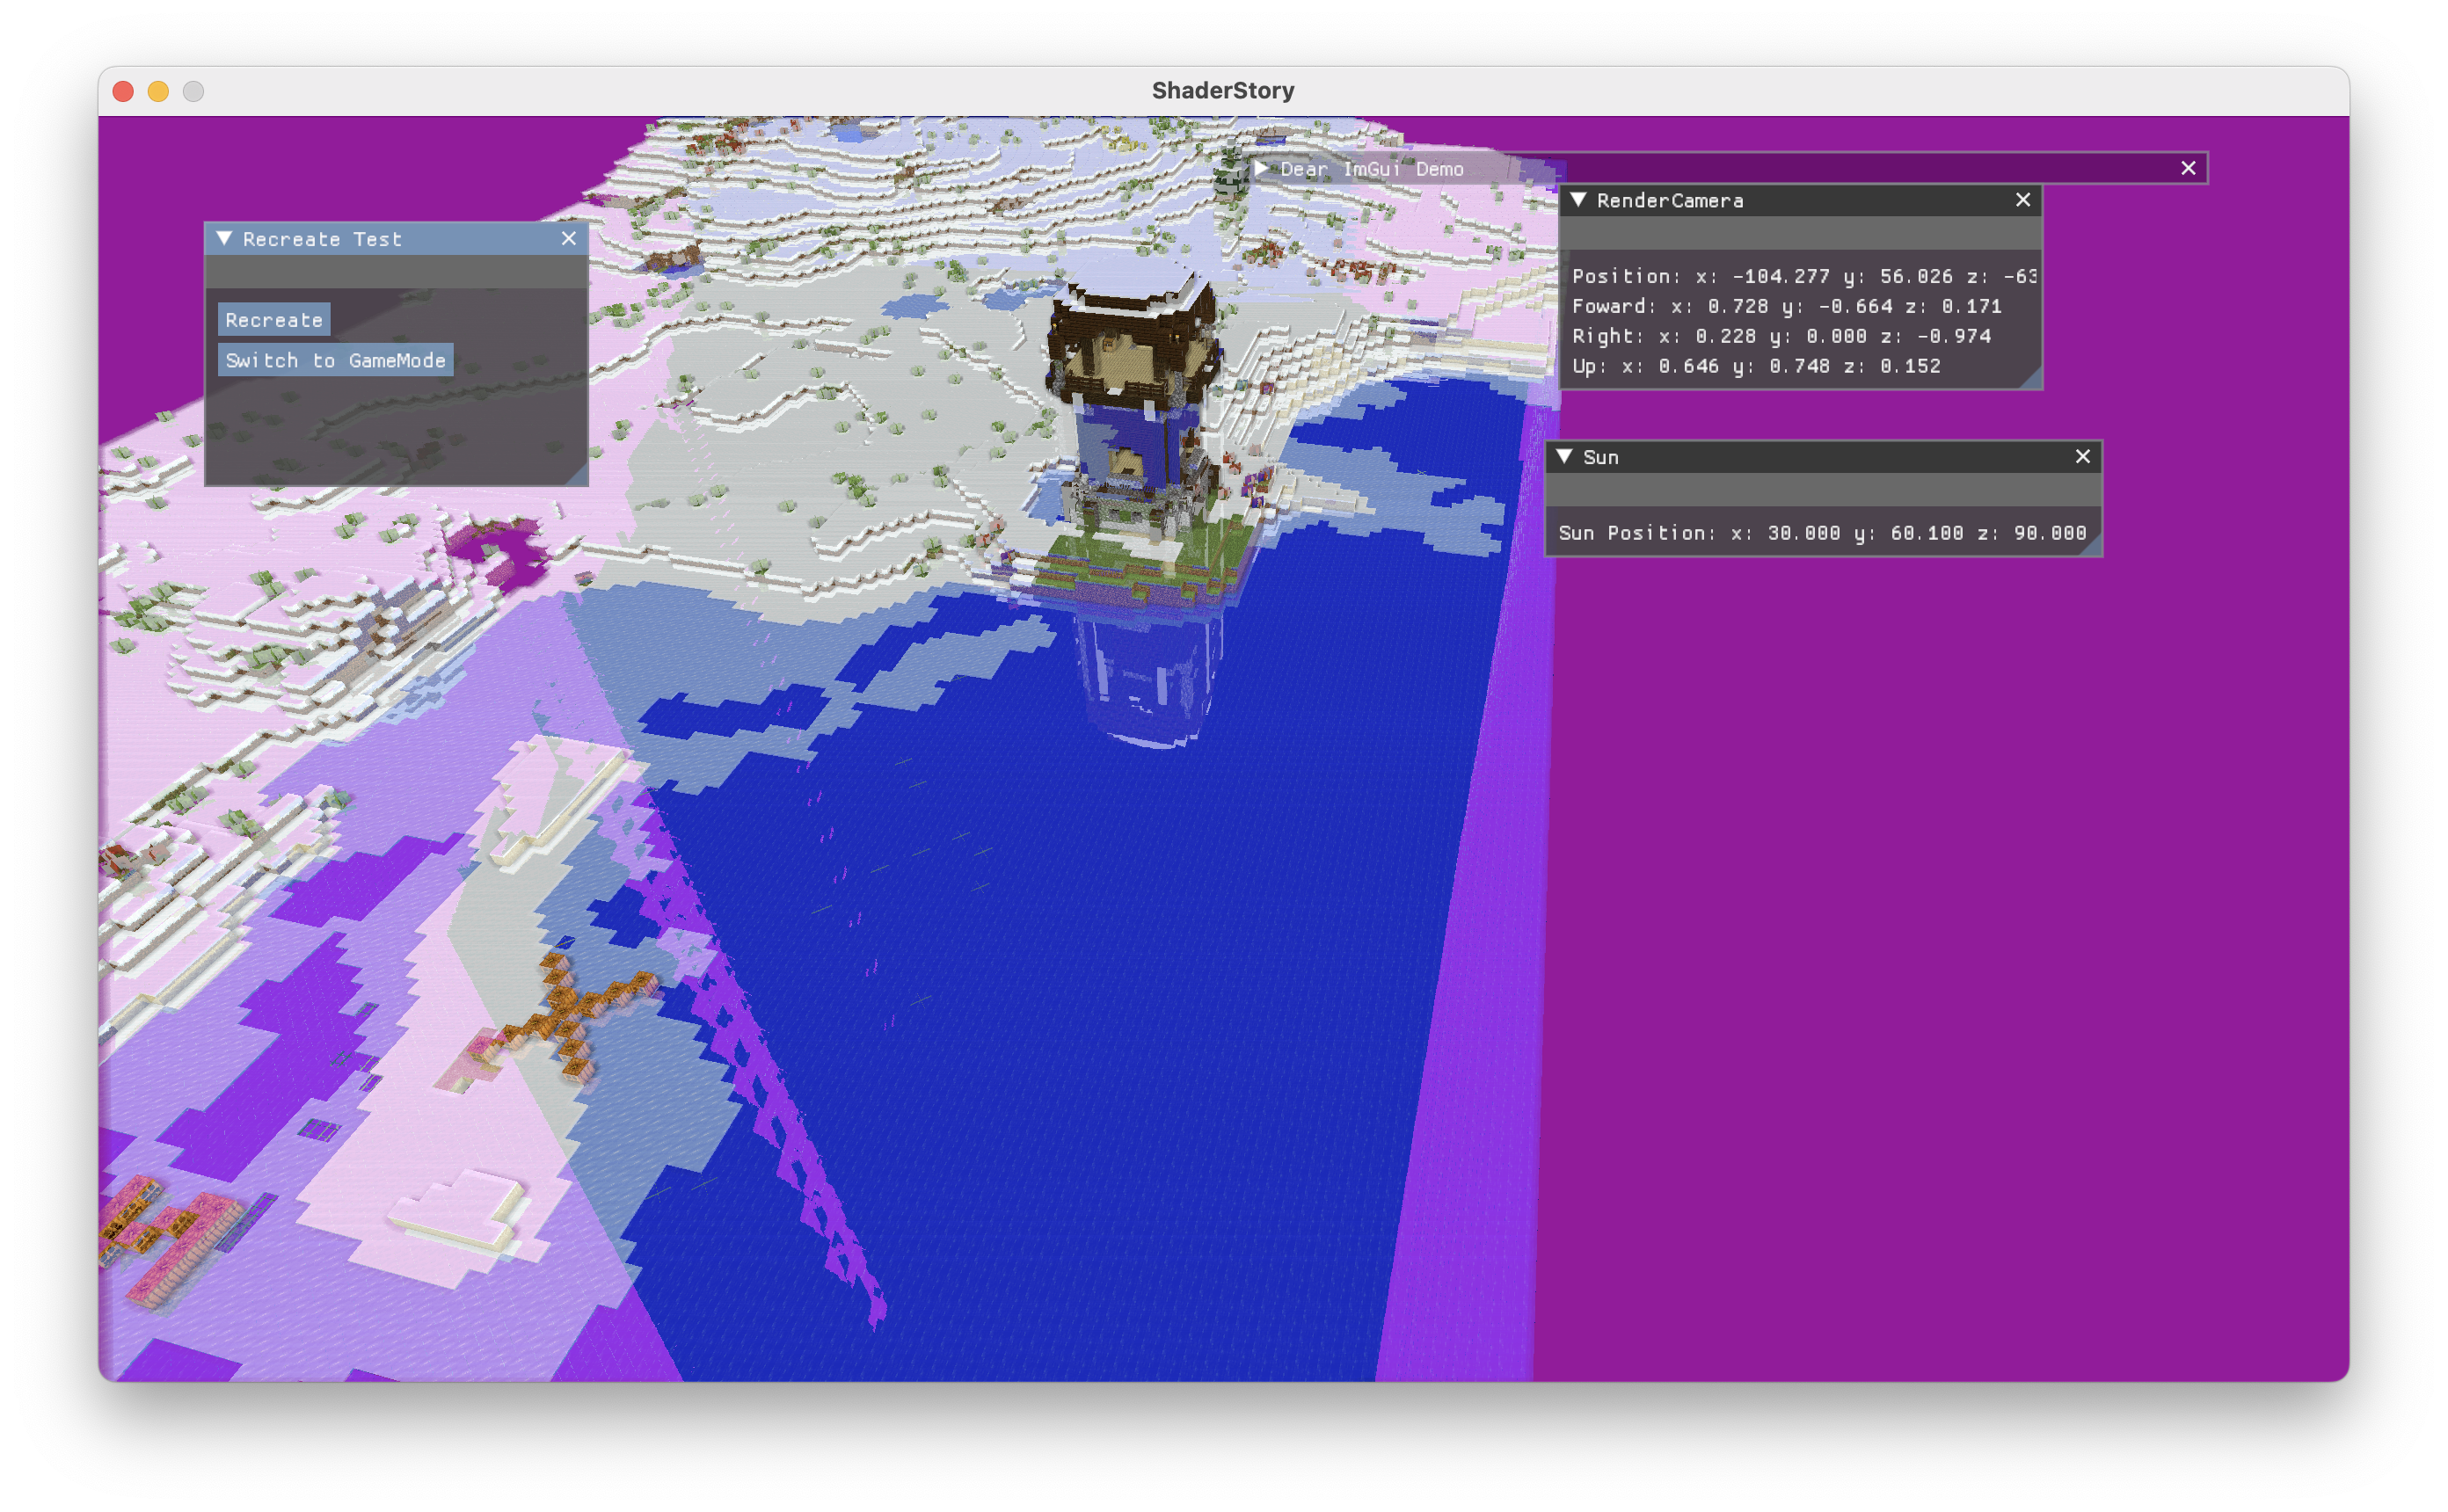 ShaderStory
Dear ImGui Demo
RenderCamera
Position: x: -104.277 y: 56.026 z: -63
Foward: x: 0.728 y: -0.664 z: 0.171
Right: x: 0.228 y: 0.000 z: -0.974
Up: x: 0.646 y: 0.748 z: 0.152
Recreate Test
Recreate
Switch to GameMode
Sun
Sun Position: x: 30.000 y: 60.100 z: 90.000